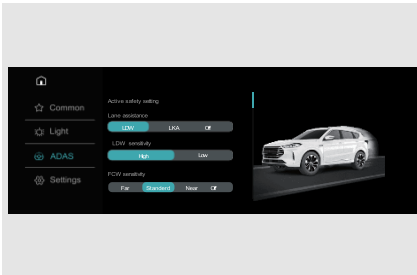 Common
Light
ADAS
Settings
Active safety setting
Lane assistance
LDW LKA Off
LDW sensitivity
High Low
FCW sensitivity
Far Standerd Near Off